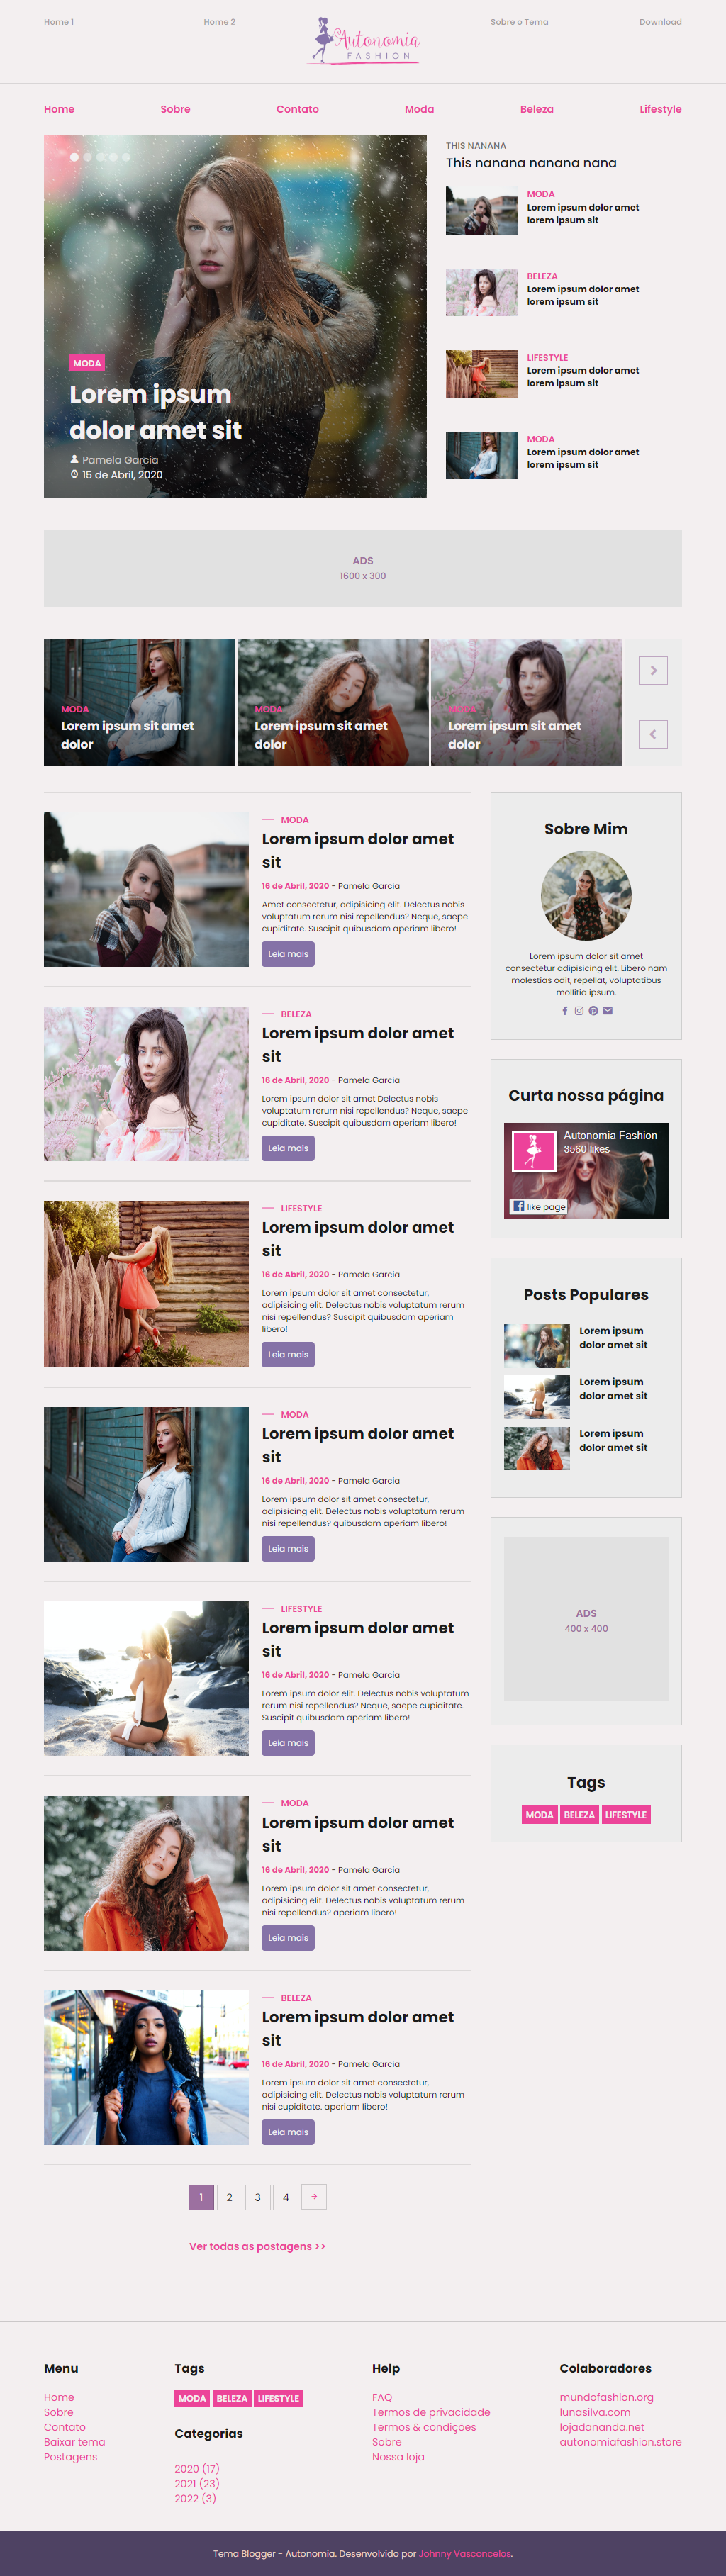 Home 1
Home 2
Autonomia
FASHION
Sobre o Tema
Download
Home
Sobre
Contato
Moda
Beleza
Lifestyle
MODA
Lorem ipsum
dolor amet sit
Pamela Garcia
15 de Abril, 2020
THIS NANANA
This nanana nanana nana
MODA
Lorem ipsum dolor amet
lorem ipsum sit
BELEZA
Lorem ipsum dolor amet
lorem ipsum sit
LIFESTYLE
Lorem ipsum dolor amet
lorem ipsum sit
MODA
Lorem ipsum dolor amet
lorem ipsum sit
ADS
1600 x 300
MODA
Lorem ipsum sit amet
dolor
MODA
Lorem ipsum sit amet
dolor
MODA
Lorem ipsum sit amet
dolor
MODA
Lorem ipsum dolor amet
sit
16 de Abril, 2020 - Pamela Garcia
Amet consectetur, adipisicing elit. Delectus nobis
voluptatum rerum nisi repellendus? Neque, saepe
cupiditate. Suscipit quibusdam aperiam libero!
Leia mais
BELEZA
Lorem ipsum dolor amet
sit
16 de Abril, 2020 - Pamela Garcia
Lorem ipsum dolor sit amet Delectus nobis
voluptatum rerum nisi repellendus? Neque, saepe
cupiditate. Suscipit quibusdam aperiam libero!
Leia mais
LIFESTYLE
Lorem ipsum dolor amet
sit
16 de Abril, 2020 - Pamela Garcia
Lorem ipsum dolor sit amet consectetur,
adipisicing elit. Delectus nobis voluptatum rerum
nisi repellendus? Suscipit quibusdam aperiam
libero!
Leia mais
MODA
Lorem ipsum dolor amet
sit
16 de Abril, 2020 - Pamela Garcia
Lorem ipsum dolor sit amet consectetur,
adipisicing elit. Delectus nobis voluptatum rerum
nisi repellendus? quibusdam aperiam libero!
Leia mais
LIFESTYLE
Lorem ipsum dolor amet
sit
16 de Abril, 2020 - Pamela Garcia
Lorem ipsum dolor elit. Delectus nobis voluptatum
rerum nisi repellendus? Neque, saepe cupiditate.
Suscipit quibusdam aperiam libero!
Leia mais
MODA
Lorem ipsum dolor amet
sit
16 de Abril, 2020 - Pamela Garcia
Lorem ipsum dolor sit amet consectetur,
adipisicing elit. Delectus nobis voluptatum rerum
nisi repellendus? aperiam libero!
Leia mais
BELEZA
Lorem ipsum dolor amet
sit
16 de Abril, 2020 - Pamela Garcia
Lorem ipsum dolor sit amet consectetur,
adipisicing elit. Delectus nobis voluptatum rerum
nisi cupiditate. aperiam libero!
Leia mais
1 2 3 4
Ver todas as postagens >>
Sobre Mim
Lorem ipsum dolor sit amet
consectetur adipisicing elit. Libero nam
molestias odit, repellat, voluptatibus
mollitia ipsum.
Curta nossa página
Autonomia Fashion
3560 likes
like page
Posts Populares
Lorem ipsum
dolor amet sit
Lorem ipsum
dolor amet sit
Lorem ipsum
dolor amet sit
ADS
400 x 400
Tags
MODA BELEZA LIFESTYLE
Menu
Home
Sobre
Contato
Baixar tema
Postagens
Tags
MODA BELEZA LIFESTYLE
Categorias
2020 (17)
2021 (23)
2022 (3)
Help
FAQ
Termos de privacidade
Termos & condições
Sobre
Nossa loja
Colaboradores
mundofashion.org
lunasilva.com
lojadananda.net
autonomiafashion.store
Tema Blogger - Autonomia. Desenvolvido por Johnny Vasconcelos.